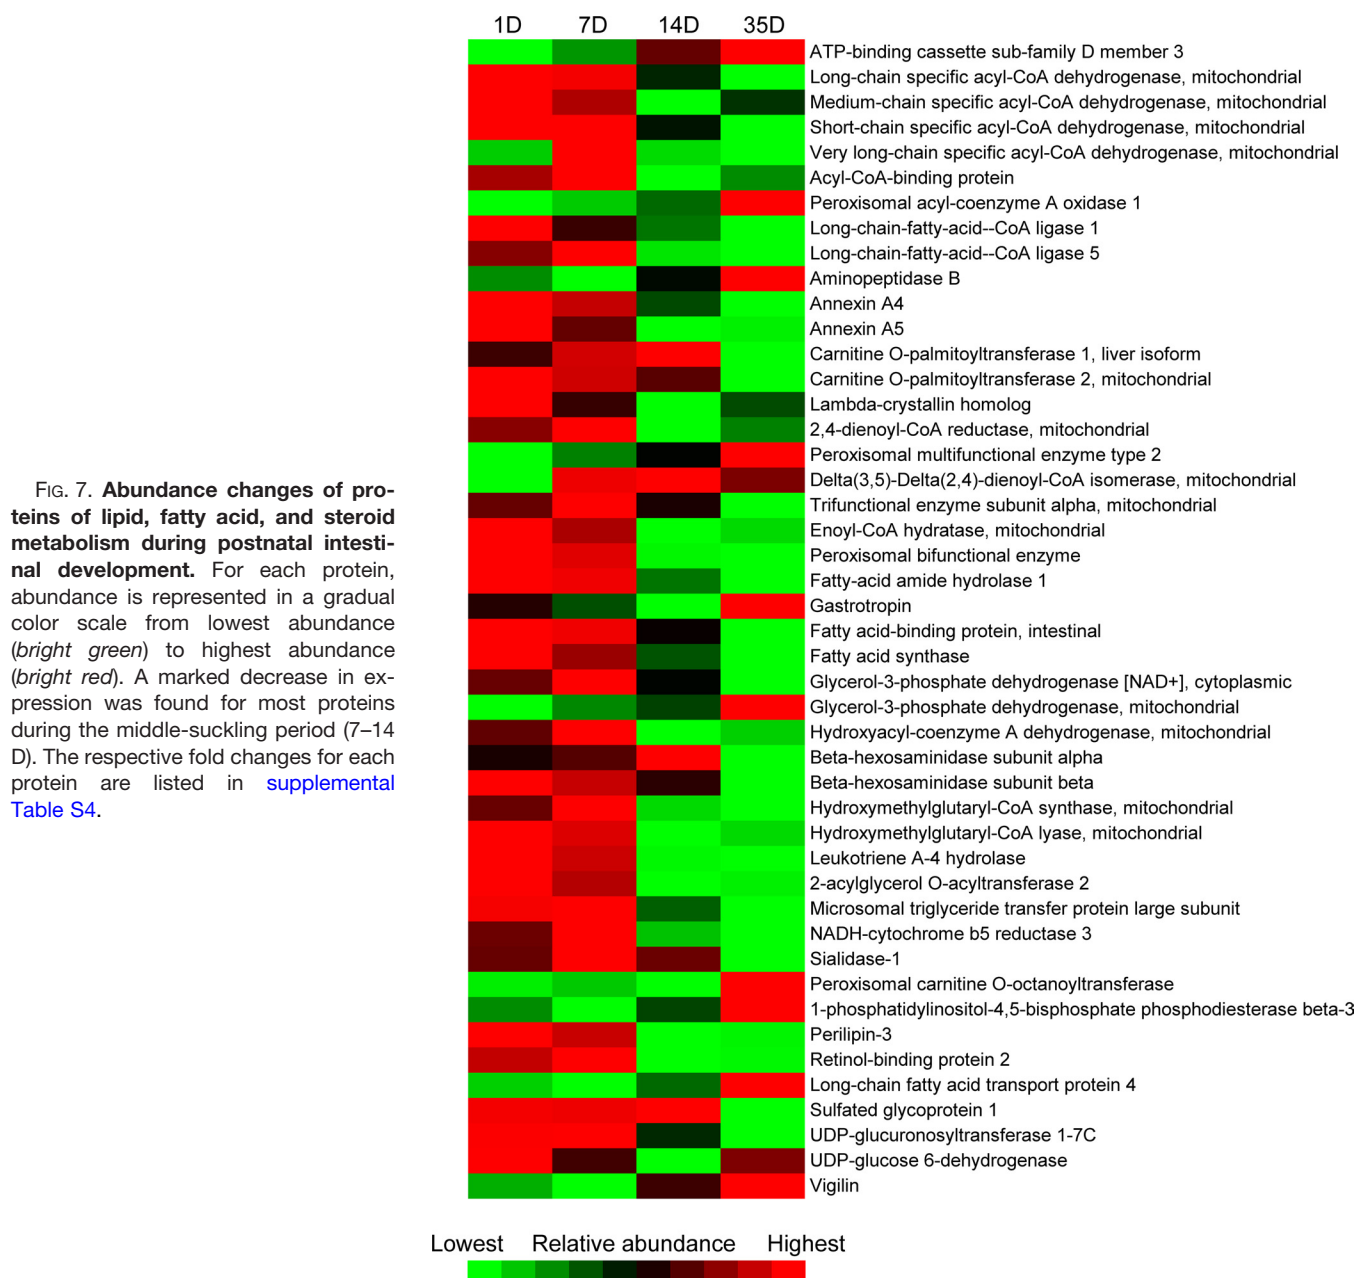 1D 7D 14D 35D
ATP-binding cassette sub-family D member 3
Long-chain specific acyl-CoA dehydrogenase, mitochondrial
Medium-chain specific acyl-CoA dehydrogenase, mitochondrial
Short-chain specific acyl-CoA dehydrogenase, mitochondrial
Very long-chain specific acyl-CoA dehydrogenase, mitochondrial
Acyl-CoA-binding protein
Peroxisomal acyl-coenzyme A oxidase 1
Long-chain-fatty-acid--CoA ligase 1
Long-chain-fatty-acid--CoA ligase 5
Aminopeptidase B
Annexin A4
Annexin A5
Carnitine O-palmitoyltransferase 1, liver isoform
Carnitine O-palmitoyltransferase 2, mitochondrial
Lambda-crystallin homolog
2,4-dienoyl-CoA reductase, mitochondrial
Peroxisomal multifunctional enzyme type 2
Delta(3,5)-Delta(2,4)-dienoyl-CoA isomerase, mitochondrial
Trifunctional enzyme subunit alpha, mitochondrial
Enoyl-CoA hydratase, mitochondrial
Peroxisomal bifunctional enzyme
Fatty-acid amide hydrolase 1
Gastrotropin
Fatty acid-binding protein, intestinal
Fatty acid synthase
Glycerol-3-phosphate dehydrogenase [NAD+], cytoplasmic
Glycerol-3-phosphate dehydrogenase, mitochondrial
Hydroxyacyl-coenzyme A dehydrogenase, mitochondrial
Beta-hexosaminidase subunit alpha
Beta-hexosaminidase subunit beta
Hydroxymethylglutaryl-CoA synthase, mitochondrial
Hydroxymethylglutaryl-CoA lyase, mitochondrial
Leukotriene A-4 hydrolase
2-acylglycerol O-acyltransferase 2
Microsomal triglyceride transfer protein large subunit
NADH-cytochrome b5 reductase 3
Sialidase-1
Peroxisomal carnitine O-octanoyltransferase
1-phosphatidylinositol-4,5-bisphosphate phosphodiesterase beta-3
Perilipin-3
Retinol-binding protein 2
Long-chain fatty acid transport protein 4
Sulfated glycoprotein 1
UDP-glucuronosyltransferase 1-7C
UDP-glucose 6-dehydrogenase
Vigilin
Lowest Relative abundance Highest
FIG. 7. Abundance changes of pro-
teins of lipid, fatty acid, and steroid
metabolism during postnatal intesti-
nal development. For each protein,
abundance is represented in a gradual
color scale from lowest abundance
(bright green) to highest abundance
(bright red). A marked decrease in ex-
pression was found for most proteins
during the middle-suckling period (7–14
D). The respective fold changes for each
protein are listed in supplemental
Table S4.